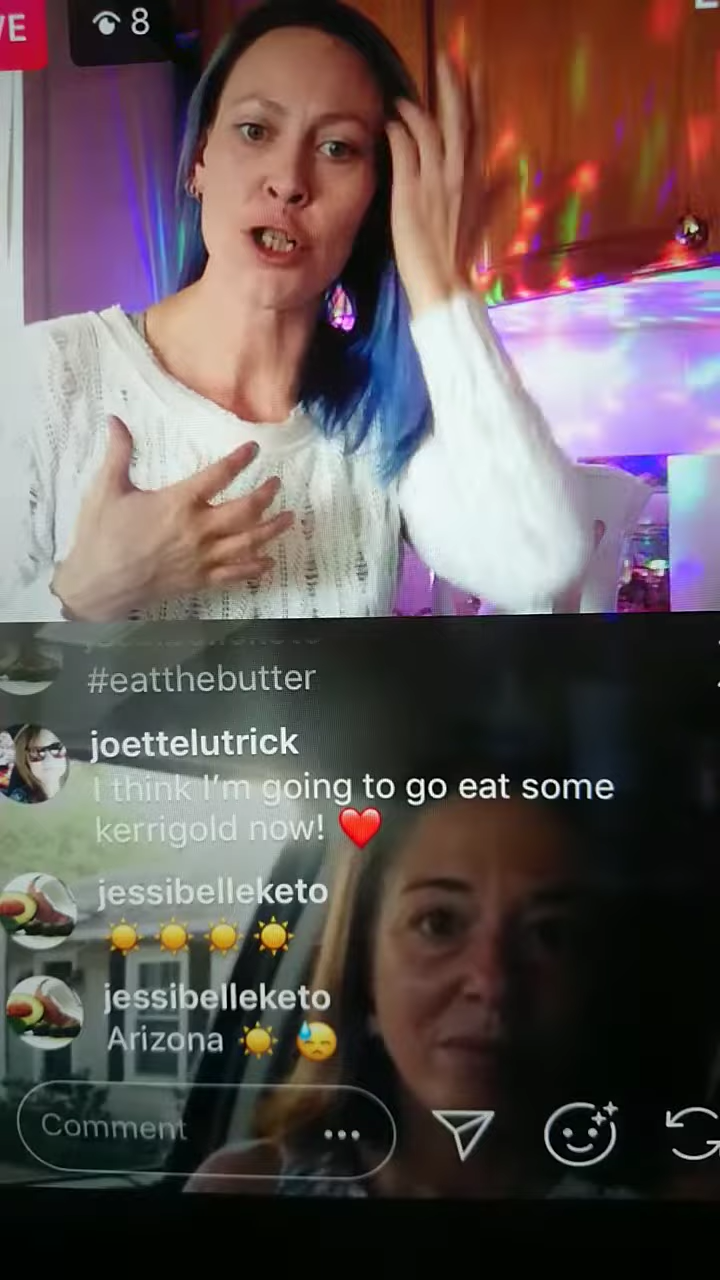 VE 8
#eatthebutter
joettelutrick
I think I'm going to go eat some
kerrigold now! ❤️
jessibelleketo
☀️ ☀️ ☀️ ☀️
jessibelleketo
Arizona ☀️ 😓
Comment